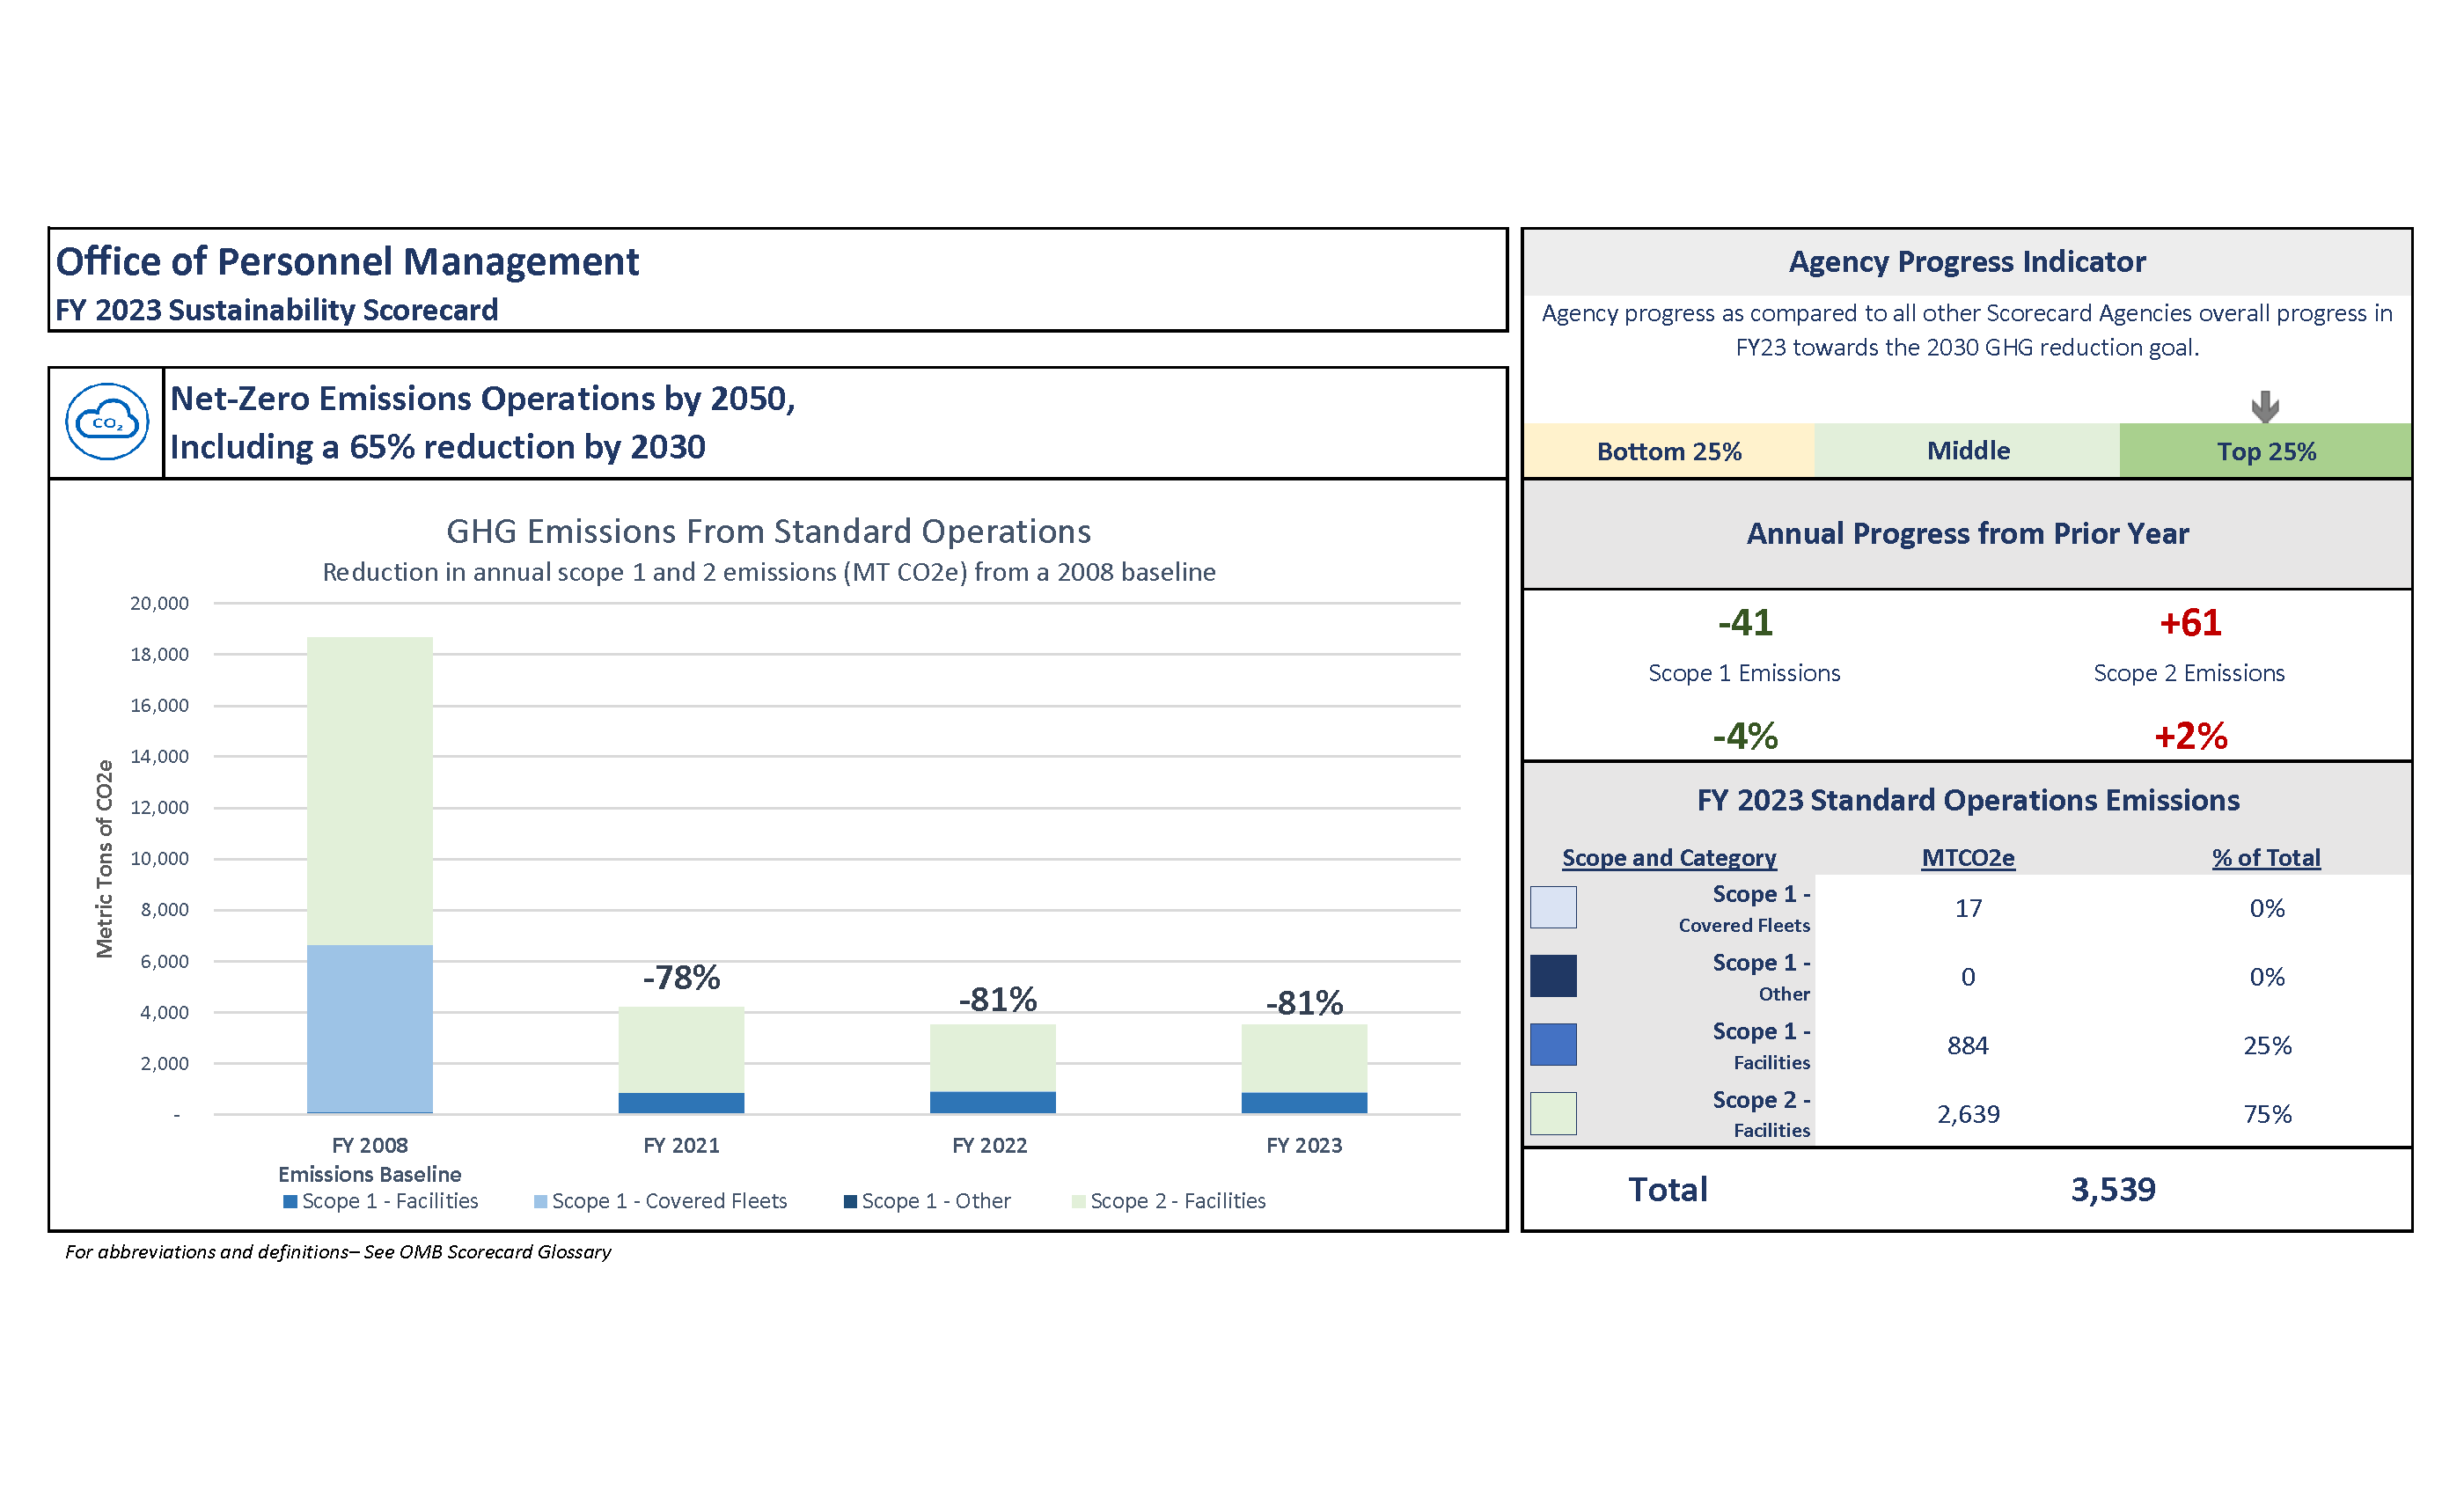 Office of Personnel Management
FY 2023 Sustainability Scorecard
CO₂
Net-Zero Emissions Operations by 2050,
Including a 65% reduction by 2030
GHG Emissions From Standard Operations
Reduction in annual scope 1 and 2 emissions (MT CO2e) from a 2008 baseline
Metric Tons of CO2e
20,000
18,000
16,000
14,000
12,000
10,000
8,000
6,000
4,000
2,000
-
-78%
-81%
-81%
FY 2008
Emissions Baseline
FY 2021
FY 2022
FY 2023
Scope 1 - Facilities
Scope 1 - Covered Fleets
Scope 1 - Other
Scope 2 - Facilities
For abbreviations and definitions– See OMB Scorecard Glossary
Agency Progress Indicator
Agency progress as compared to all other Scorecard Agencies overall progress in
FY23 towards the 2030 GHG reduction goal.
Bottom 25% Middle Top 25%
Annual Progress from Prior Year
-41 +61
Scope 1 Emissions Scope 2 Emissions
-4% +2%
FY 2023 Standard Operations Emissions
Scope and Category MTCO2e % of Total
Scope 1 -
Covered Fleets 17 0%
Scope 1 -
Other 0 0%
Scope 1 -
Facilities 884 25%
Scope 2 -
Facilities 2,639 75%
Total 3,539